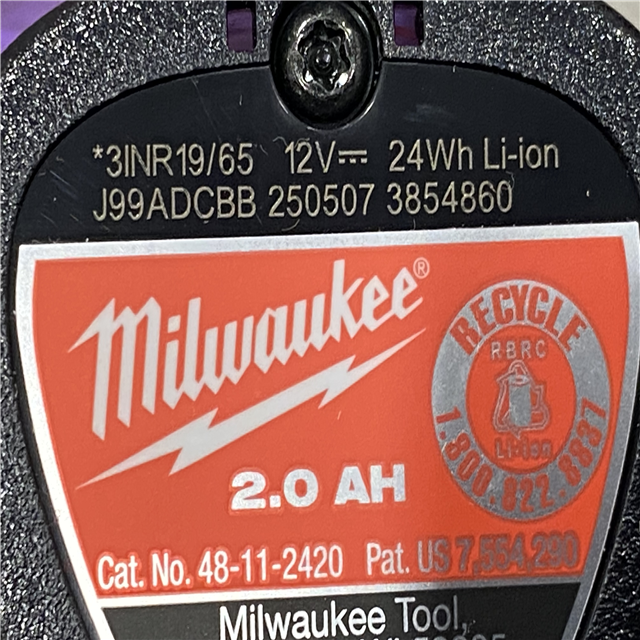 *3INR19/65 12V⎓ 24Wh Li-ion
J99ADCBB 250507 3854860
Milwaukee®
RECYCLE
RBRC
Li-ion
1.800.822.8837
2.0 AH
Cat. No. 48-11-2420 Pat. US 7,554,290
Milwaukee Tool,